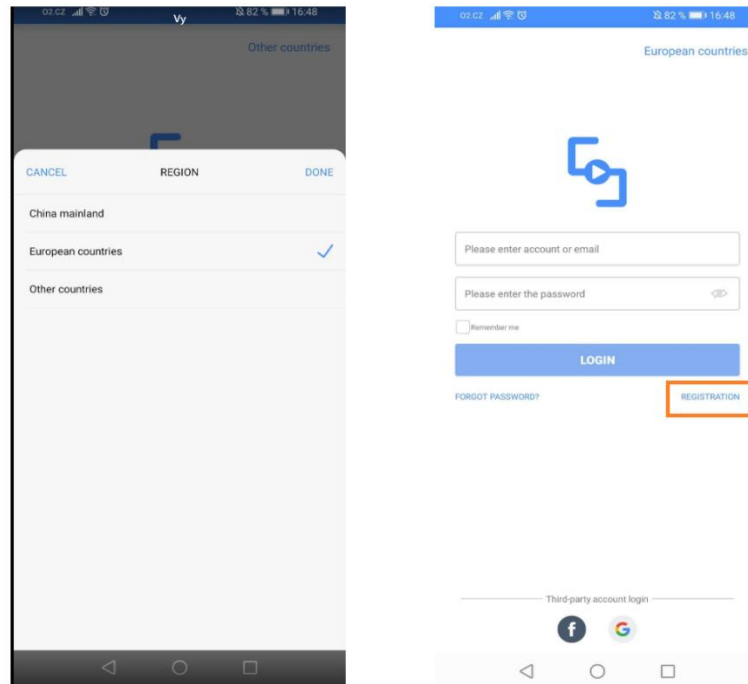 O2.CZ 82 % 16:48
Vy
Other countries
CANCEL REGION DONE
China mainland
European countries
Other countries
O2.CZ 82 % 16:48
European countries
Please enter account or email
Please enter the password
Remember me
LOGIN
FORGOT PASSWORD? REGISTRATION
Third-party account login
f G